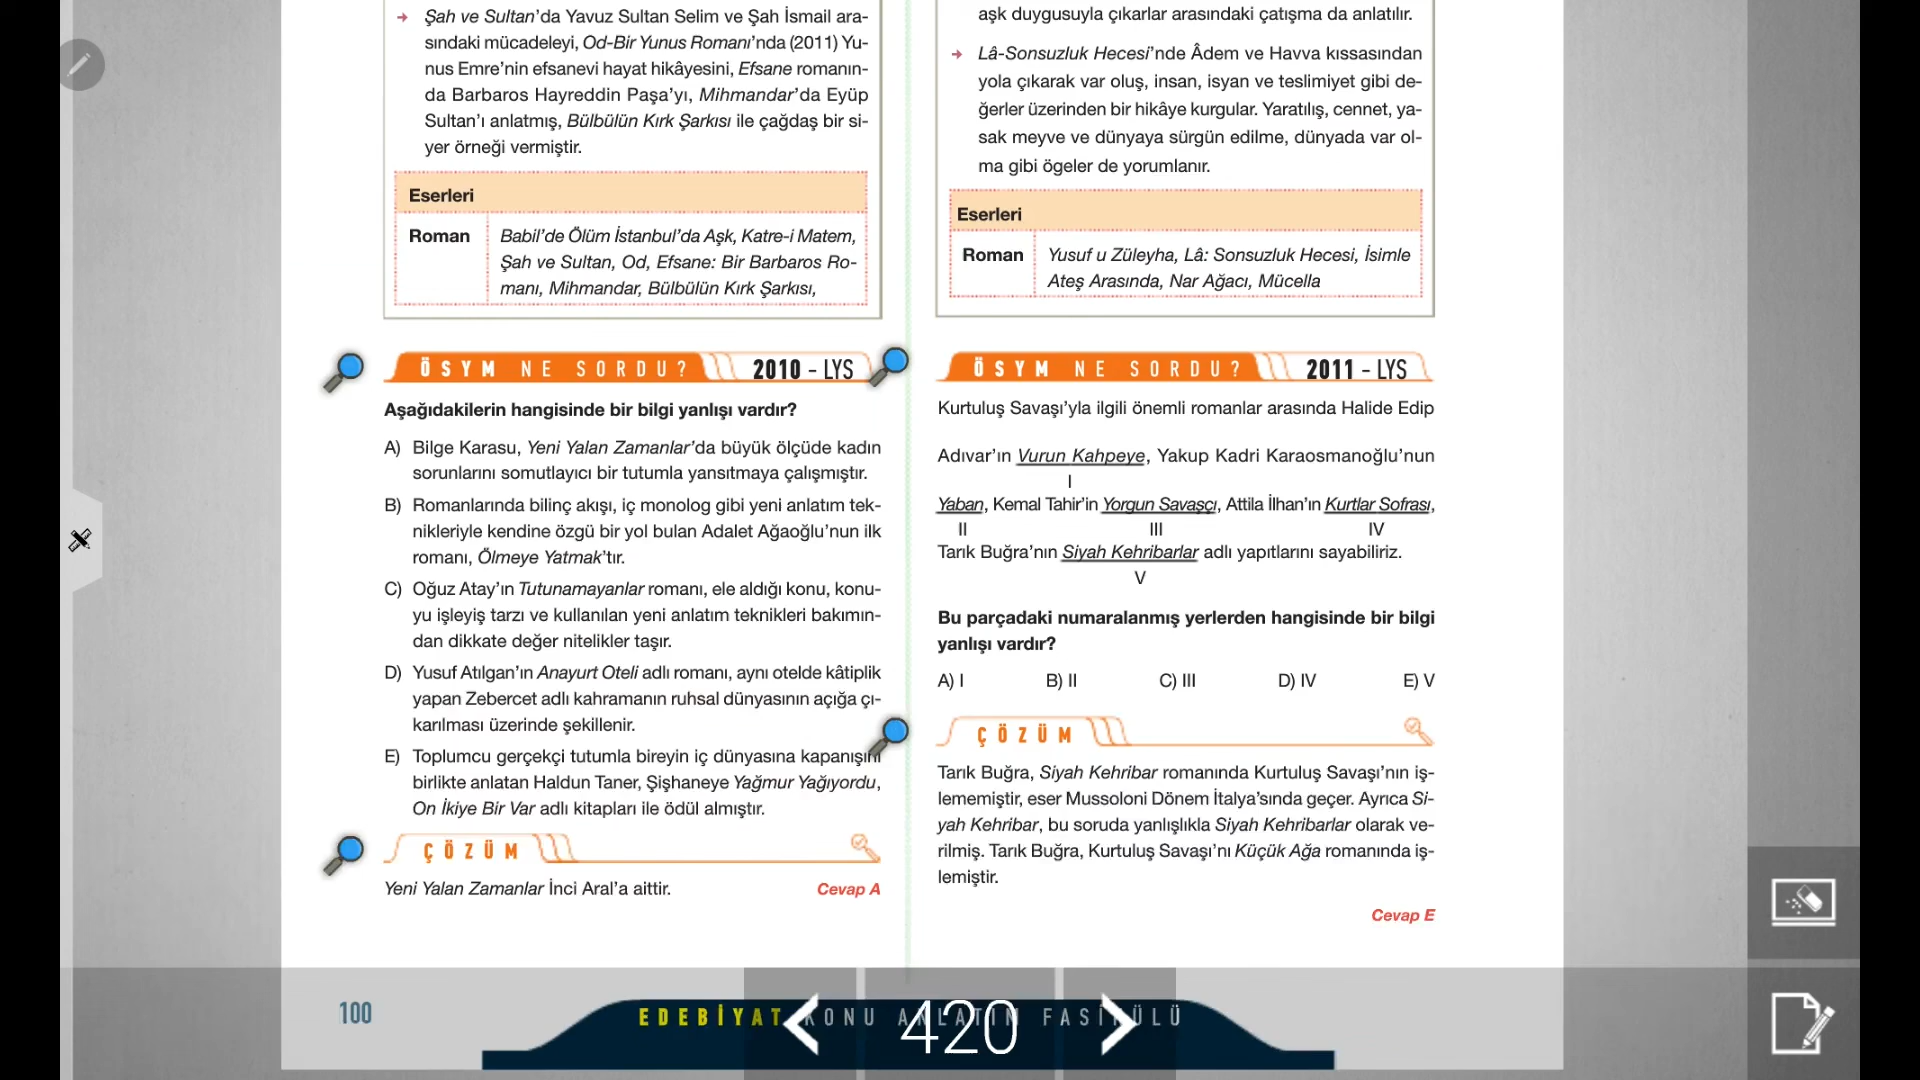 → Şah ve Sultan'da Yavuz Sultan Selim ve Şah İsmail ara-
sındaki mücadeleyi, Od-Bir Yunus Romanı'nda (2011) Yu-
nus Emre'nin efsanevi hayat hikâyesini, Efsane romanın-
da Barbaros Hayreddin Paşa'yı, Mihmandar'da Eyüp
Sultan'ı anlatmış, Bülbülün Kırk Şarkısı ile çağdaş bir si-
yer örneği vermiştir.
Eserleri
Roman
Babil'de Ölüm İstanbul'da Aşk, Katre-i Matem,
Şah ve Sultan, Od, Efsane: Bir Barbaros Ro-
manı, Mihmandar, Bülbülün Kırk Şarkısı,
ÖSYM NE SORDU? 2010 - LYS
Aşağıdakilerin hangisinde bir bilgi yanlışı vardır?
A) Bilge Karasu, Yeni Yalan Zamanlar'da büyük ölçüde kadın
sorunlarını somutlayıcı bir tutumla yansıtmaya çalışmıştır.
B) Romanlarında bilinç akışı, iç monolog gibi yeni anlatım tek-
nikleriyle kendine özgü bir yol bulan Adalet Ağaoğlu'nun ilk
romanı, Ölmeye Yatmak'tır.
C) Oğuz Atay'ın Tutunamayanlar romanı, ele aldığı konu, konu-
yu işleyiş tarzı ve kullanılan yeni anlatım teknikleri bakımın-
dan dikkate değer nitelikler taşır.
D) Yusuf Atılgan'ın Anayurt Oteli adlı romanı, aynı otelde kâtiplik
yapan Zebercet adlı kahramanın ruhsal dünyasının açığa çı-
karılması üzerinde şekillenir.
E) Toplumcu gerçekçi tutumla bireyin iç dünyasına kapanışını
birlikte anlatan Haldun Taner, Şişhaneye Yağmur Yağıyordu,
On İkiye Bir Var adlı kitapları ile ödül almıştır.
ÇÖZÜM
Yeni Yalan Zamanlar İnci Aral'a aittir. Cevap A
aşk duygusuyla çıkarlar arasındaki çatışma da anlatılır.
→ Lâ-Sonsuzluk Hecesi'nde Âdem ve Havva kıssasından
yola çıkarak var oluş, insan, isyan ve teslimiyet gibi de-
ğerler üzerinden bir hikâye kurgular. Yaratılış, cennet, ya-
sak meyve ve dünyaya sürgün edilme, dünyada var ol-
ma gibi ögeler de yorumlanır.
Eserleri
Roman
Yusuf u Züleyha, Lâ: Sonsuzluk Hecesi, İsimle
Ateş Arasında, Nar Ağacı, Mücella
ÖSYM NE SORDU? 2011 - LYS
Kurtuluş Savaşı'yla ilgili önemli romanlar arasında Halide Edip
Adıvar'ın Vurun Kahpeye, Yakup Kadri Karaosmanoğlu'nun
I
Yaban, Kemal Tahir'in Yorgun Savaşçı, Attila İlhan'ın Kurtlar Sofrası,
II III IV
Tarık Buğra'nın Siyah Kehribarlar adlı yapıtlarını sayabiliriz.
V
Bu parçadaki numaralanmış yerlerden hangisinde bir bilgi
yanlışı vardır?
A) I B) II C) III D) IV E) V
ÇÖZÜM
Tarık Buğra, Siyah Kehribar romanında Kurtuluş Savaşı'nın iş-
lememiştir, eser Mussoloni Dönem İtalya'sında geçer. Ayrıca Si-
yah Kehribar, bu soruda yanlışlıkla Siyah Kehribarlar olarak ve-
rilmiş. Tarık Buğra, Kurtuluş Savaşı'nı Küçük Ağa romanında iş-
lemiştir.
Cevap E
100
EDEBİYAT KONU ANLATIM FASİKÜLÜ
420